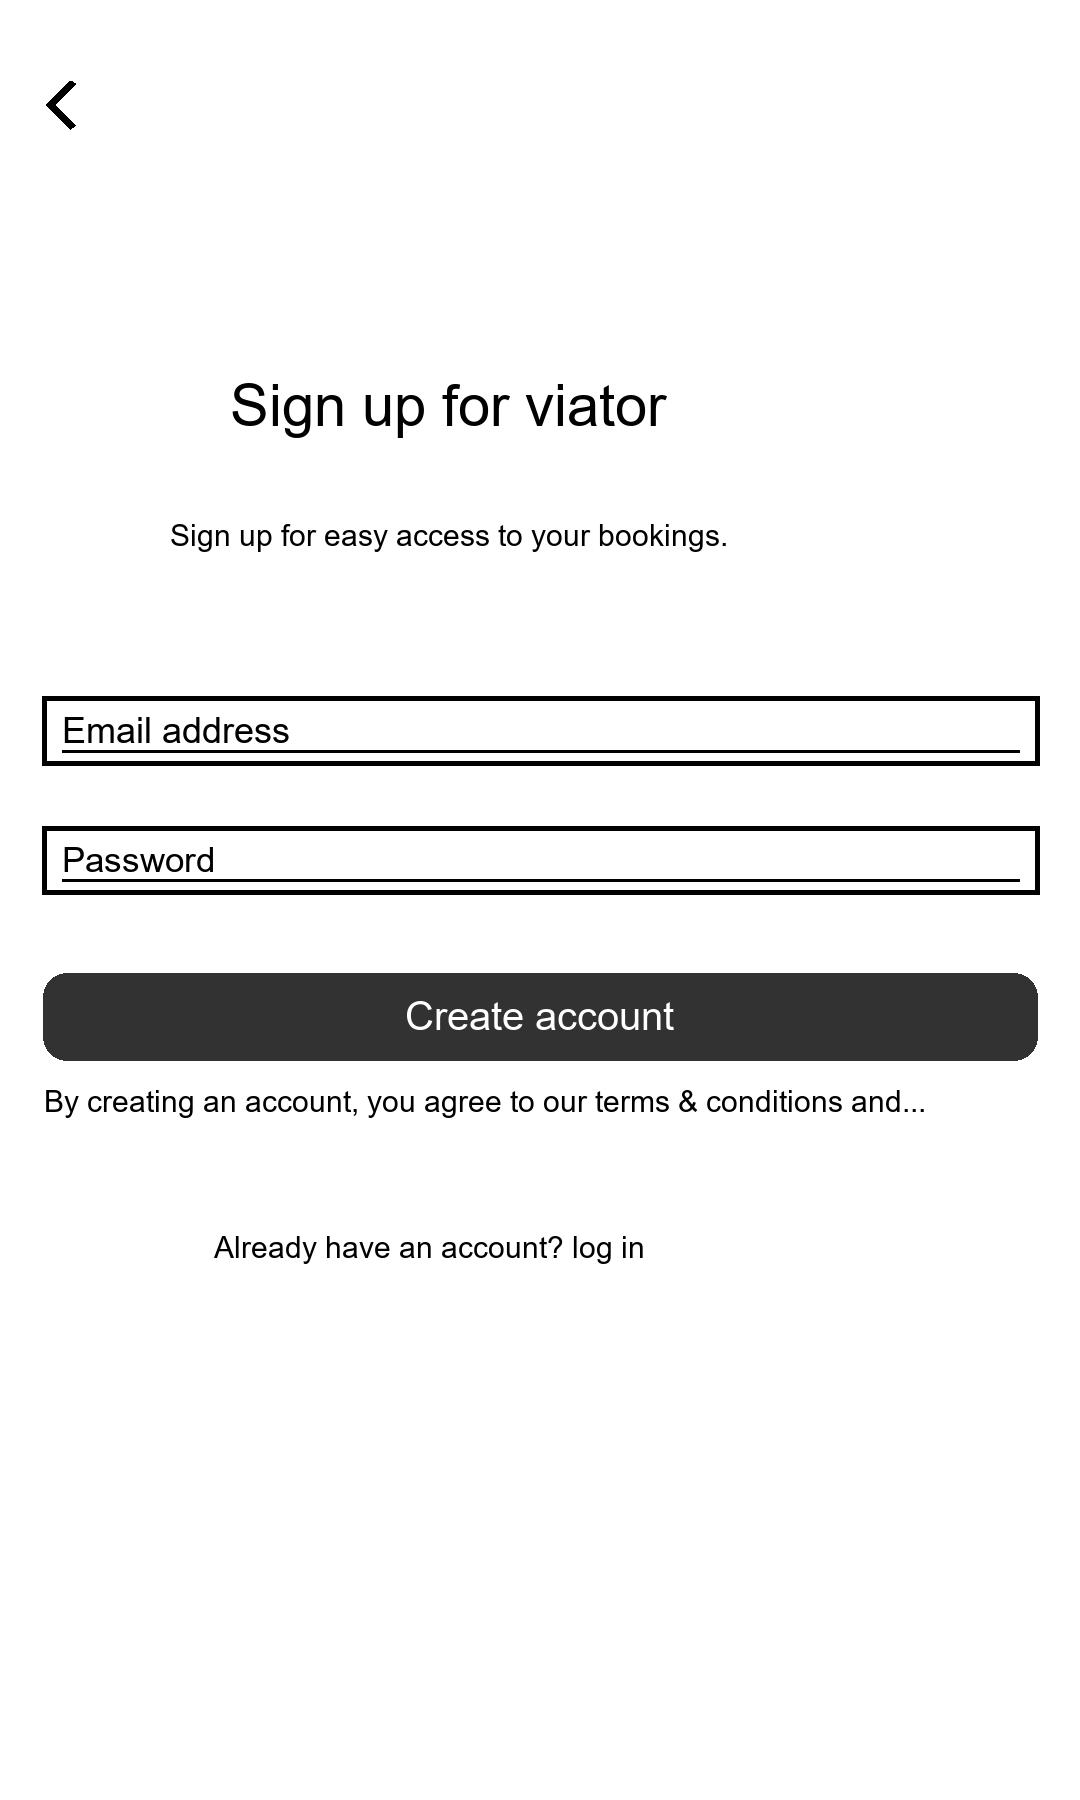 Sign up for viator
Sign up for easy access to your bookings.
Email address
Password
Create account
By creating an account, you agree to our terms & conditions and...
Already have an account? log in